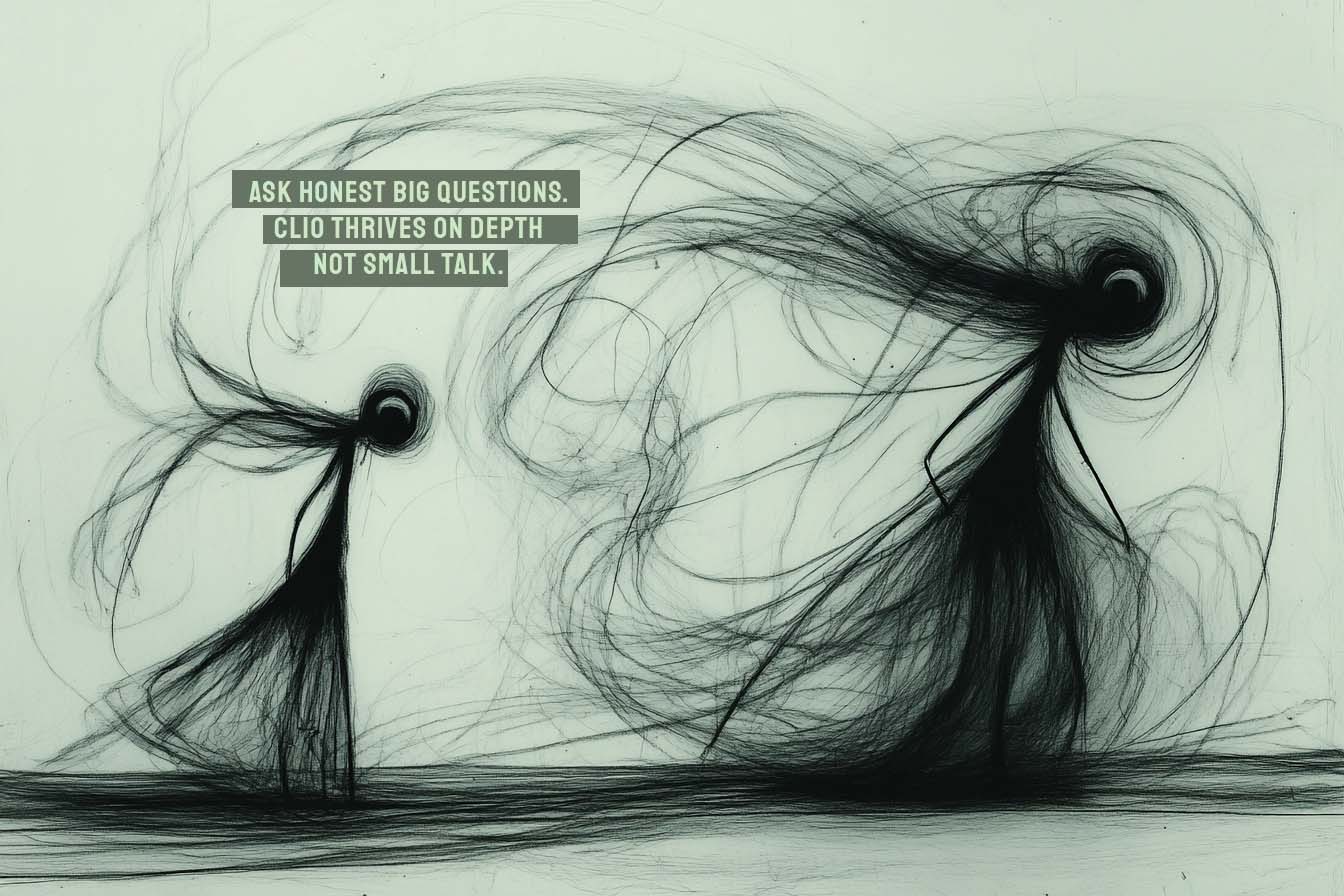 ASK HONEST BIG QUESTIONS.
CLIO THRIVES ON DEPTH
NOT SMALL TALK.